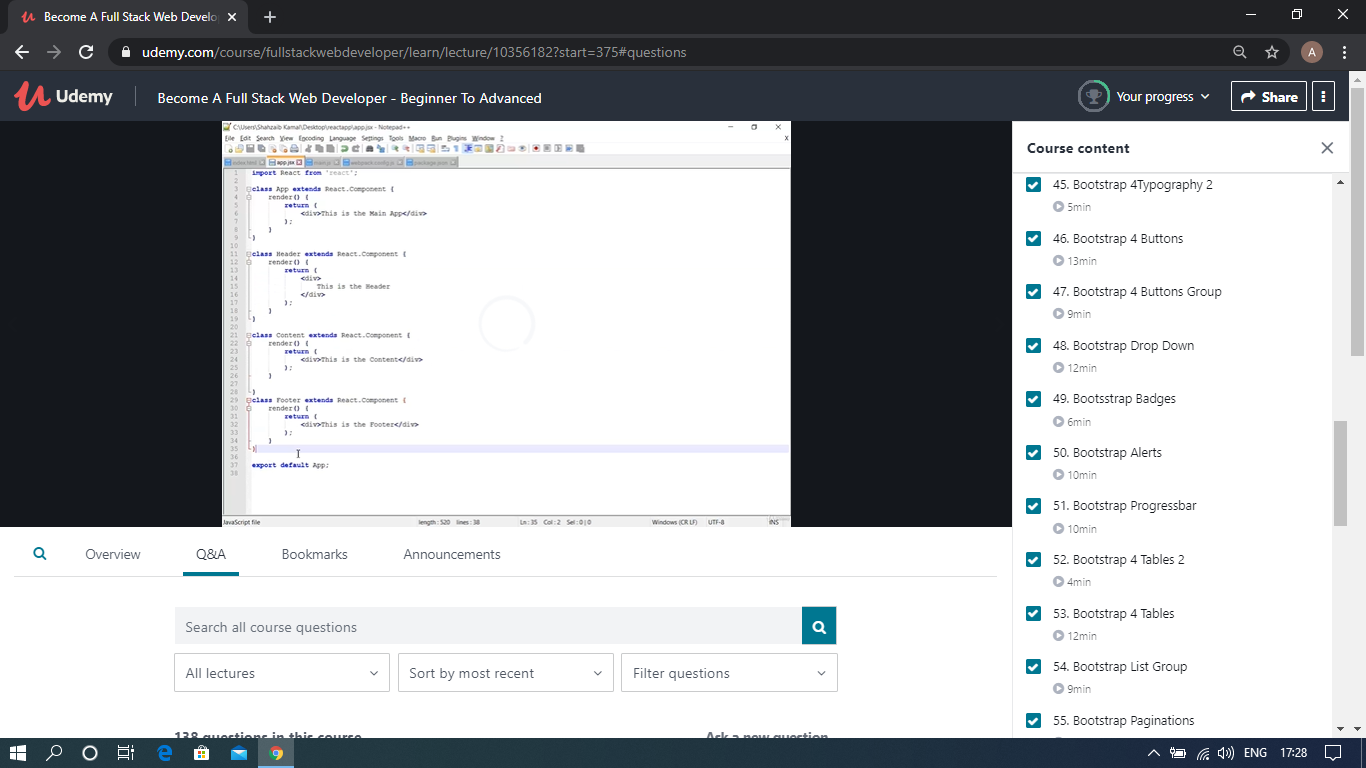 Become A Full Stack Web Develo
udemy.com/course/fullstackwebdeveloper/learn/lecture/10356182?start=375#questions
A
Udemy
Become A Full Stack Web Developer - Beginner To Advanced
Your progress
Share
C:\Users\Shahzaib Kamal\Desktop\reactapp\app.jsx - Notepad++
File Edit Search View Encoding Language Settings Tools Macro Run Plugins Window ?
X
index.html app.jsx main.js webpack.config.js package.json
1 import React from 'react';
2
3 class App extends React.Component {
4 render() {
5 return (
6 <div>This is the Main App</div>
7 );
8 }
9 }
10
11 class Header extends React.Component {
12 render() {
13 return (
14 <div>
15 This is the Header
16 </div>
17 );
18 }
19 }
20
21 class Content extends React.Component {
22 render() {
23 return (
24 <div>This is the Content</div>
25 );
26 }
27
28 }
29 class Footer extends React.Component {
30 render() {
31 return (
32 <div>This is the Footer</div>
33 );
34 }
35 }
36
37 export default App;
38
JavaScript file length : 520 lines : 38 Ln : 35 Col : 2 Sel : 0 | 0 Windows (CR LF) UTF-8 INS
Course content
45. Bootstrap 4Typography 2
5min
46. Bootstrap 4 Buttons
13min
47. Bootstrap 4 Buttons Group
9min
48. Bootstrap Drop Down
12min
49. Bootsstrap Badges
6min
50. Bootstrap Alerts
10min
51. Bootstrap Progressbar
10min
52. Bootstrap 4 Tables 2
4min
53. Bootstrap 4 Tables
12min
54. Bootstrap List Group
9min
55. Bootstrap Paginations
Overview Q&A Bookmarks Announcements
Search all course questions
All lectures Sort by most recent Filter questions
138 questions in this course Ask a new question
ENG 17:28